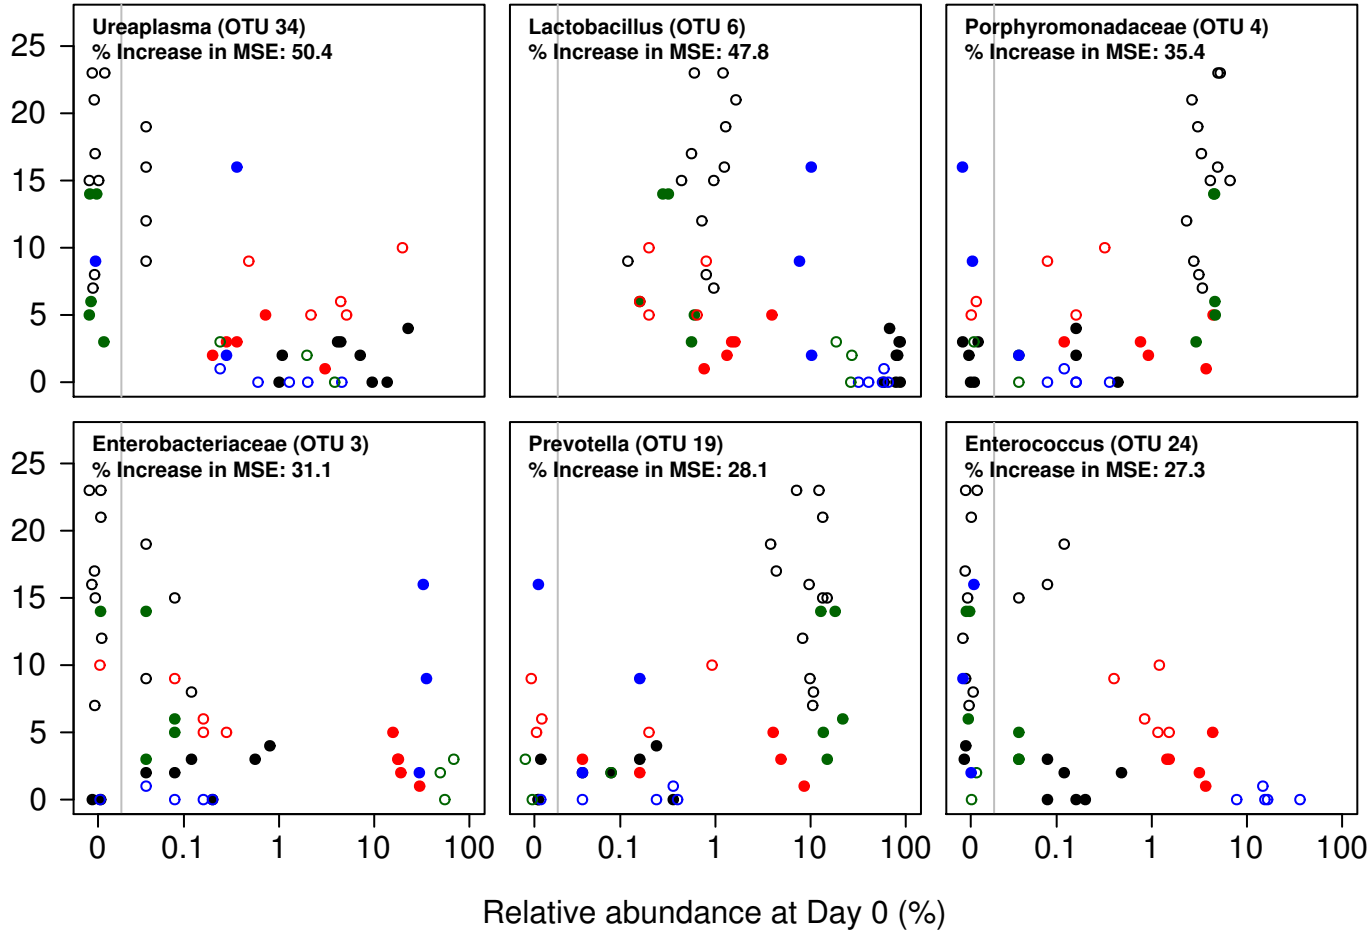 Ureaplasma (OTU 34)
% Increase in MSE: 50.4
Lactobacillus (OTU 6)
% Increase in MSE: 47.8
Porphyromonadaceae (OTU 4)
% Increase in MSE: 35.4
25
20
15
10
5
0
Enterobacteriaceae (OTU 3)
% Increase in MSE: 31.1
Prevotella (OTU 19)
% Increase in MSE: 28.1
Enterococcus (OTU 24)
% Increase in MSE: 27.3
25
20
15
10
5
0
0 0.1 1 10 100
0 0.1 1 10 100
0 0.1 1 10 100
Relative abundance at Day 0 (%)